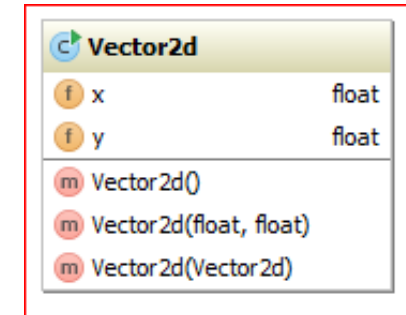 C Vector2d
f x float
f y float
m Vector2d()
m Vector2d(float, float)
m Vector2d(Vector2d)